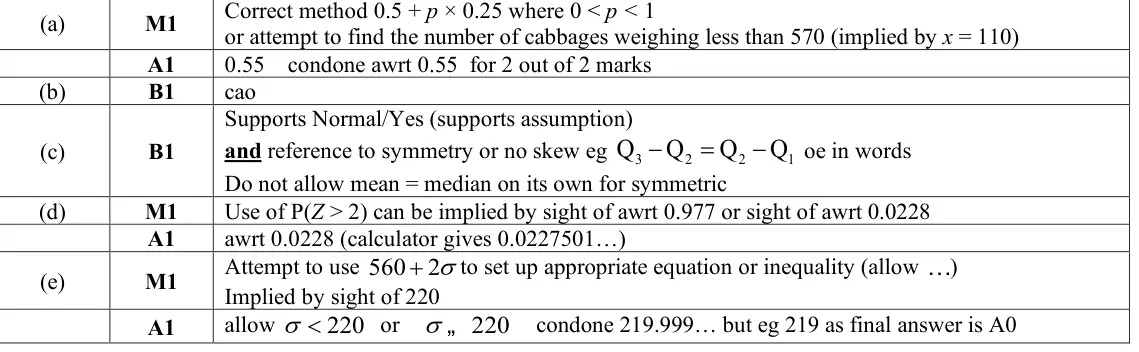 (a) M1 Correct method 0.5 + p × 0.25 where 0 < p < 1
or attempt to find the number of cabbages weighing less than 570 (implied by x = 110)
A1 0.55 condone awrt 0.55 for 2 out of 2 marks
(b) B1 cao
Supports Normal/Yes (supports assumption)
(c) B1 and reference to symmetry or no skew eg Q₃ − Q₂ = Q₂ − Q₁ oe in words
Do not allow mean = median on its own for symmetric
(d) M1 Use of P(Z > 2) can be implied by sight of awrt 0.977 or sight of awrt 0.0228
A1 awrt 0.0228 (calculator gives 0.0227501…)
(e) M1 Attempt to use 560 + 2σ to set up appropriate equation or inequality (allow …)
Implied by sight of 220
A1 allow σ < 220 or σ „ 220 condone 219.999… but eg 219 as final answer is A0